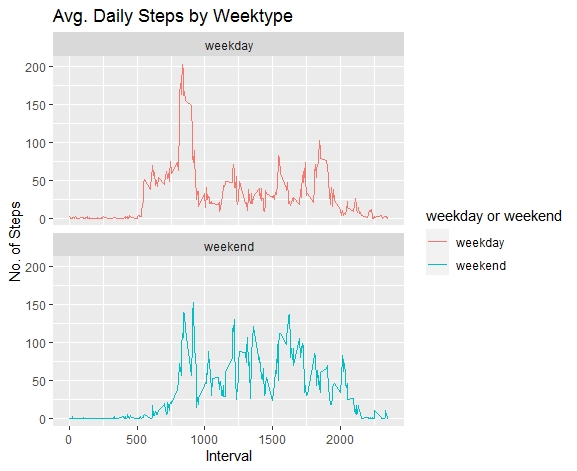 Avg. Daily Steps by Weektype
weekday
200
150
100
50
0
weekend
200
150
100
50
0
No. of Steps
0 500 1000 1500 2000
Interval
weekday or weekend
weekday
weekend